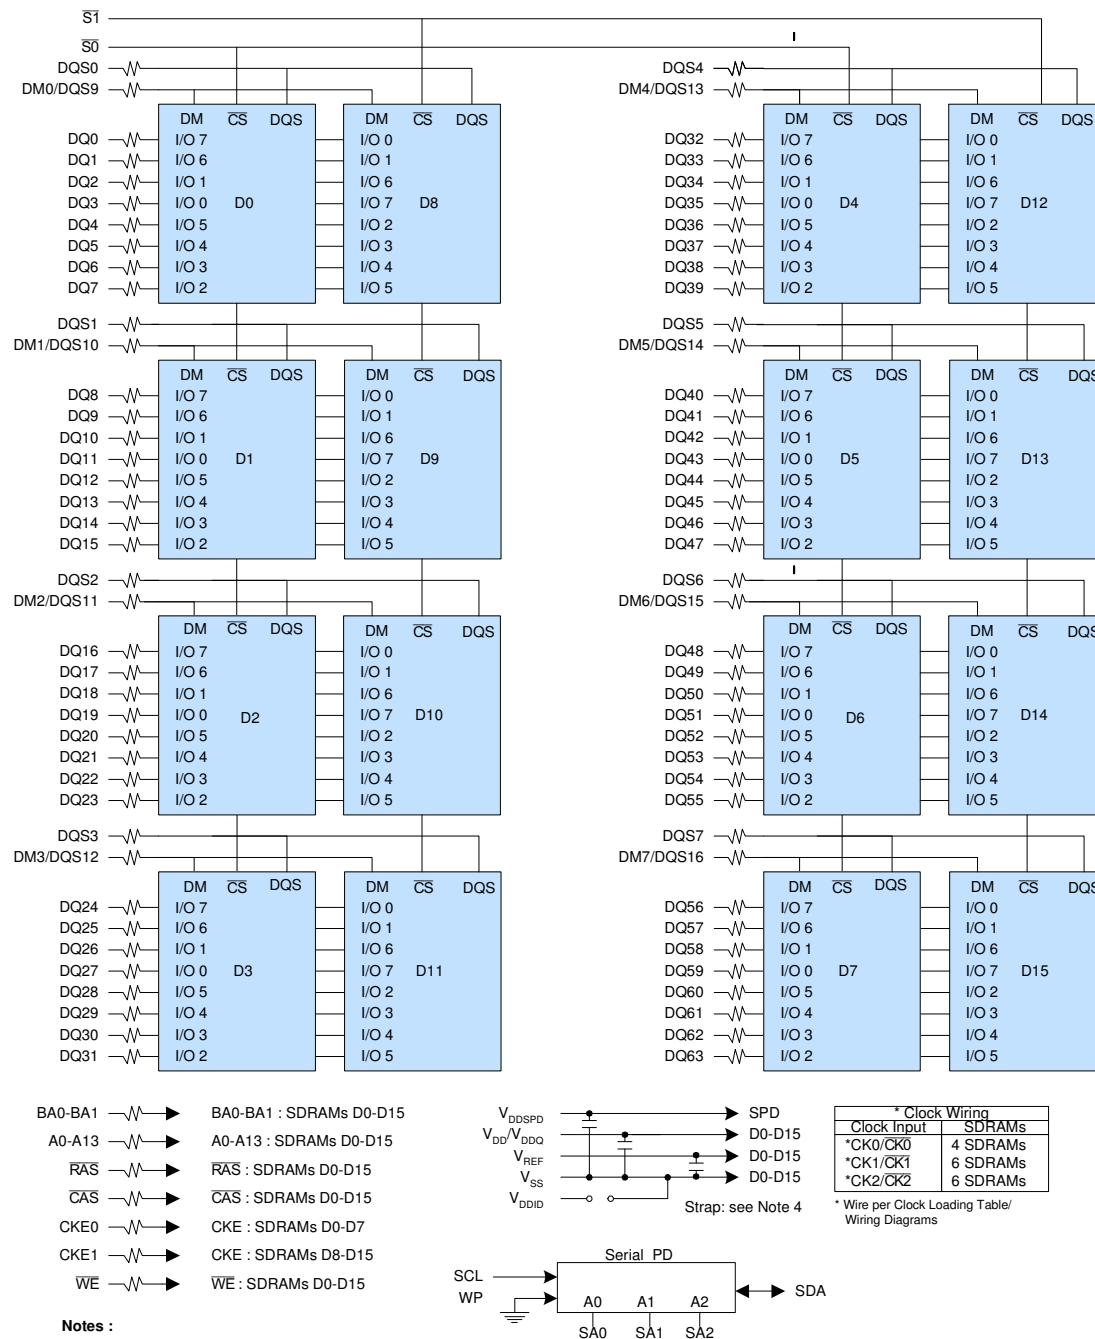 S1
S0
DQS0
DM0/DQS9
DM CS DQS
DQ0 I/O 7 I/O 0
DQ1 I/O 6 I/O 1
DQ2 I/O 1 I/O 6
DQ3 I/O 0 D0 I/O 7 D8
DQ4 I/O 5 I/O 2
DQ5 I/O 4 I/O 3
DQ6 I/O 3 I/O 4
DQ7 I/O 2 I/O 5
DM CS DQS
DQS1
DM1/DQS10
DM CS DQS
DM CS DQS
DQ8 I/O 7 I/O 0
DQ9 I/O 6 I/O 1
DQ10 I/O 1 I/O 6
DQ11 I/O 0 D1 I/O 7 D9
DQ12 I/O 5 I/O 2
DQ13 I/O 4 I/O 3
DQ14 I/O 3 I/O 4
DQ15 I/O 2 I/O 5
DQS2
DM2/DQS11
DM CS DQS
DM CS DQS
DQ16 I/O 7 I/O 0
DQ17 I/O 6 I/O 1
DQ18 I/O 1 I/O 6
DQ19 I/O 0 D2 I/O 7 D10
DQ20 I/O 5 I/O 2
DQ21 I/O 4 I/O 3
DQ22 I/O 3 I/O 4
DQ23 I/O 2 I/O 5
DQS3
DM3/DQS12
DM CS DQS
DM CS DQS
DQ24 I/O 7 I/O 0
DQ25 I/O 6 I/O 1
DQ26 I/O 1 I/O 6
DQ27 I/O 0 D3 I/O 7 D11
DQ28 I/O 5 I/O 2
DQ29 I/O 4 I/O 3
DQ30 I/O 3 I/O 4
DQ31 I/O 2 I/O 5
DQS4
DM4/DQS13
DM CS DQS
DM CS DQS
DQ32 I/O 7 I/O 0
DQ33 I/O 6 I/O 1
DQ34 I/O 1 I/O 6
DQ35 I/O 0 D4 I/O 7 D12
DQ36 I/O 5 I/O 2
DQ37 I/O 4 I/O 3
DQ38 I/O 3 I/O 4
DQ39 I/O 2 I/O 5
DQS5
DM5/DQS14
DM CS DQS
DM CS DQS
DQ40 I/O 7 I/O 0
DQ41 I/O 6 I/O 1
DQ42 I/O 1 I/O 6
DQ43 I/O 0 D5 I/O 7 D13
DQ44 I/O 5 I/O 2
DQ45 I/O 4 I/O 3
DQ46 I/O 3 I/O 4
DQ47 I/O 2 I/O 5
DQS6
DM6/DQS15
DM CS DQS
DM CS DQS
DQ48 I/O 7 I/O 0
DQ49 I/O 6 I/O 1
DQ50 I/O 1 I/O 6
DQ51 I/O 0 D6 I/O 7 D14
DQ52 I/O 5 I/O 2
DQ53 I/O 4 I/O 3
DQ54 I/O 3 I/O 4
DQ55 I/O 2 I/O 5
DQS7
DM7/DQS16
DM CS DQS
DM CS DQS
DQ56 I/O 7 I/O 0
DQ57 I/O 6 I/O 1
DQ58 I/O 1 I/O 6
DQ59 I/O 0 D7 I/O 7 D15
DQ60 I/O 5 I/O 2
DQ61 I/O 4 I/O 3
DQ62 I/O 3 I/O 4
DQ63 I/O 2 I/O 5
BA0-BA1 BA0-BA1 : SDRAMs D0-D15
A0-A13 A0-A13 : SDRAMs D0-D15
RAS RAS : SDRAMs D0-D15
CAS CAS : SDRAMs D0-D15
CKE0 CKE : SDRAMs D0-D7
CKE1 CKE : SDRAMs D8-D15
WE WE : SDRAMs D0-D15
Notes :
VDDSPD SPD
VDD/VDDQ D0-D15
VREF D0-D15
VSS D0-D15
VDDID
Strap: see Note 4
* Clock Wiring
Clock Input SDRAMs
*CK0/CK0 4 SDRAMs
*CK1/CK1 6 SDRAMs
*CK2/CK2 6 SDRAMs
* Wire per Clock Loading Table/
Wiring Diagrams
Serial PD
SCL
WP
SDA
A0 A1 A2
SA0 SA1 SA2